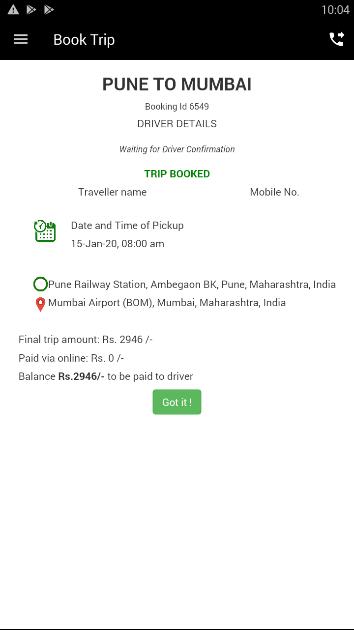 10:04
Book Trip
PUNE TO MUMBAI
Booking Id 6549
DRIVER DETAILS
Waiting for Driver Confirmation
TRIP BOOKED
Traveller name Mobile No.
Date and Time of Pickup
15-Jan-20, 08:00 am
Pune Railway Station, Ambegaon BK, Pune, Maharashtra, India
Mumbai Airport (BOM), Mumbai, Maharashtra, India
Final trip amount: Rs. 2946 /-
Paid via online: Rs. 0 /-
Balance Rs.2946/- to be paid to driver
Got it !